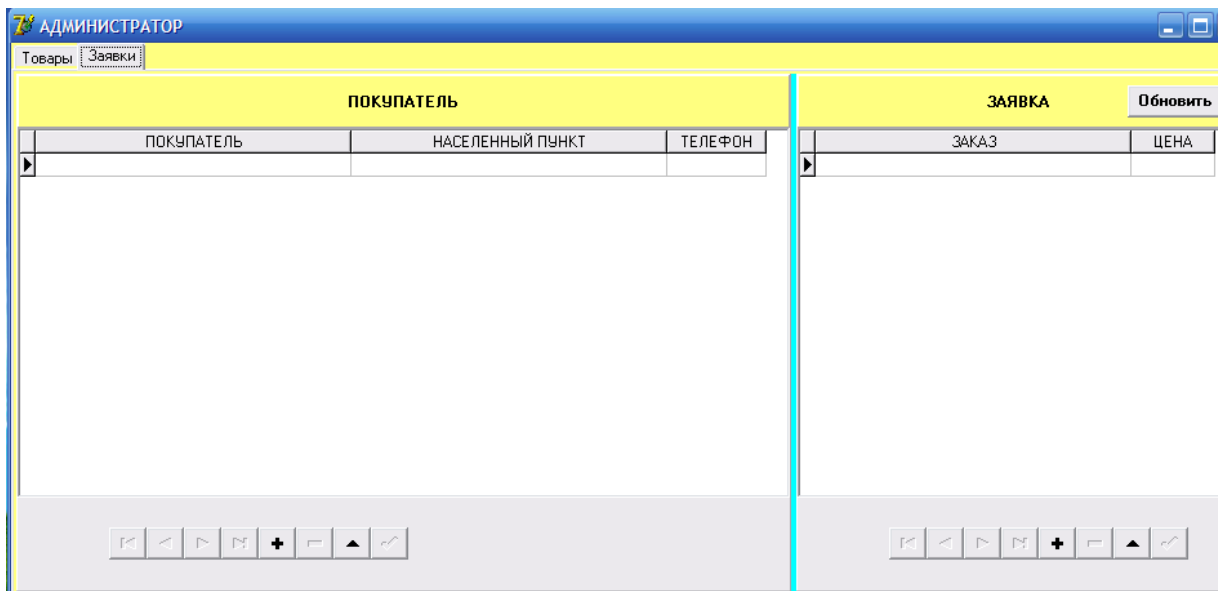 АДМИНИСТРАТОР
Товары Заявки
ПОКУПАТЕЛЬ
ЗАЯВКА Обновить
ПОКУПАТЕЛЬ НАСЕЛЕННЫЙ ПУНКТ ТЕЛЕФОН
ЗАКАЗ ЦЕНА